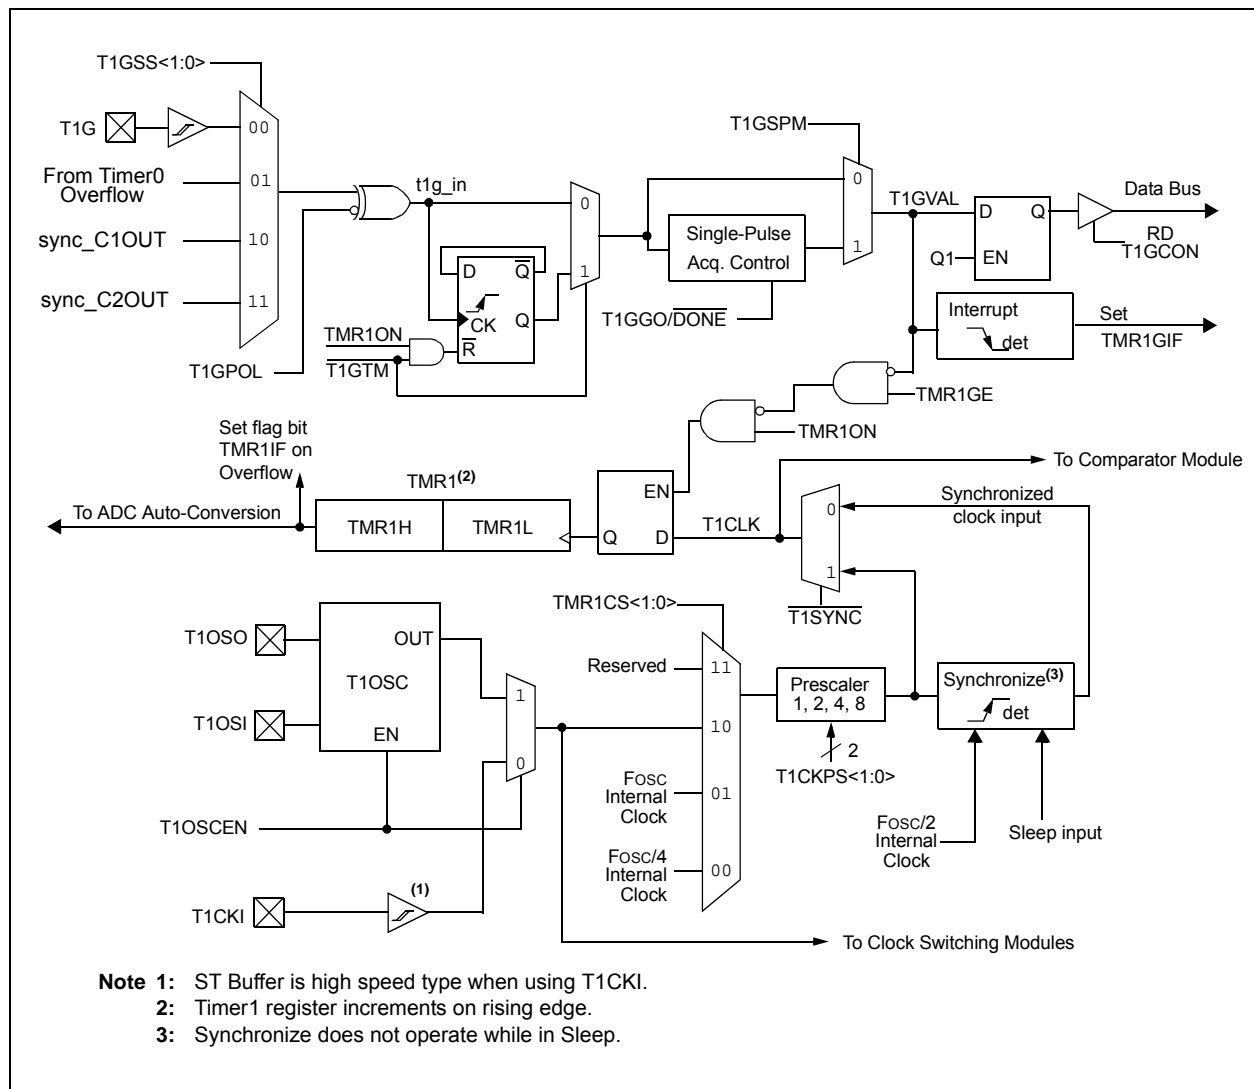 T1GSS<1:0>
T1G
00
From Timer0
Overflow
01
sync_C1OUT
10
sync_C2OUT
11
T1GPOL
t1g_in
D
Q
CK
Q
R
TMR1ON
T1GTM
0
1
Single-Pulse
Acq. Control
T1GGO/DONE
T1GSPM
0
1
T1GVAL
D
Q
Q1
EN
Data Bus
RD
T1GCON
Interrupt
det
Set
TMR1GIF
TMR1GE
TMR1ON
Set flag bit
TMR1IF on
Overflow
To ADC Auto-Conversion
TMR1(2)
TMR1H
TMR1L
EN
Q
D
T1CLK
To Comparator Module
0
1
T1SYNC
Synchronized
clock input
T1OSO
T1OSI
OUT
T1OSC
EN
T1OSCEN
T1CKI
(1)
1
0
TMR1CS<1:0>
Reserved
11
10
FOSC
Internal
Clock
01
FOSC/4
Internal
Clock
00
Prescaler
1, 2, 4, 8
2
T1CKPS<1:0>
Synchronize(3)
det
FOSC/2
Internal
Clock
Sleep input
To Clock Switching Modules
Note 1: ST Buffer is high speed type when using T1CKI.
2: Timer1 register increments on rising edge.
3: Synchronize does not operate while in Sleep.